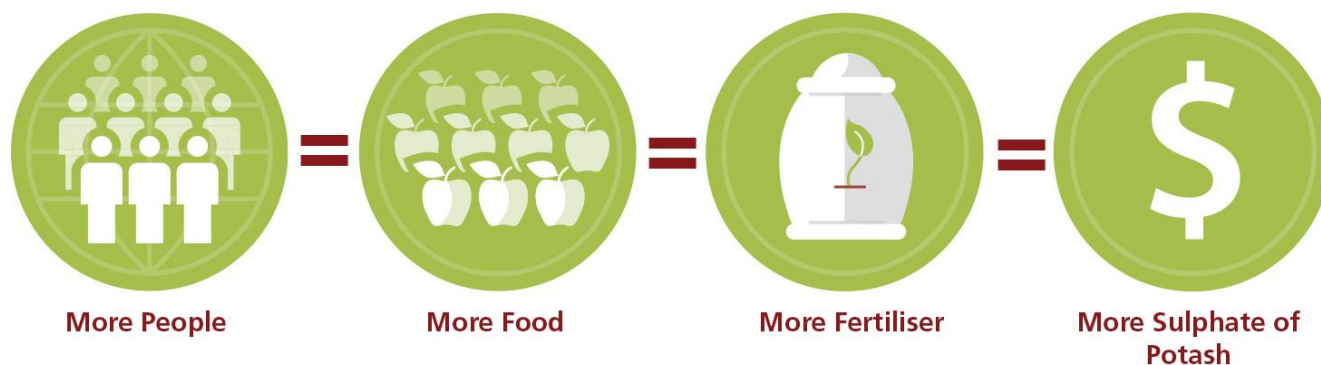 $
More People
More Food
More Fertiliser
More Sulphate of
Potash